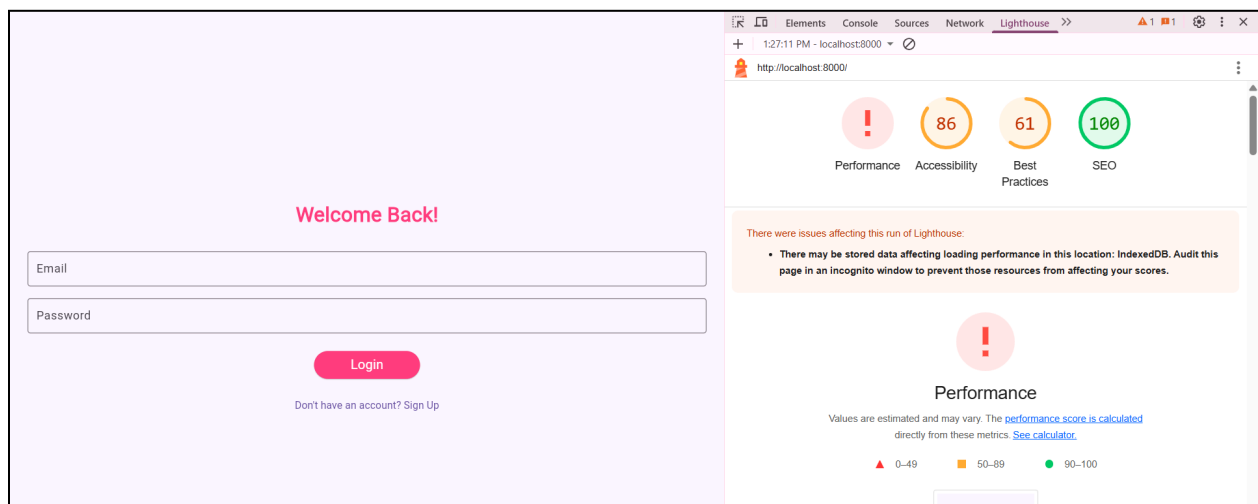 Welcome Back!
Email
Password
Login
Don't have an account? Sign Up
Elements Console Sources Network Lighthouse 1 1
1:27:11 PM - localhost:8000
http://localhost:8000/
! 86 61 100
Performance Accessibility Best Practices SEO
There were issues affecting this run of Lighthouse:
• There may be stored data affecting loading performance in this location: IndexedDB. Audit this
page in an incognito window to prevent those resources from affecting your scores.
!
Performance
Values are estimated and may vary. The performance score is calculated
directly from these metrics. See calculator.
0–49 50–89 90–100